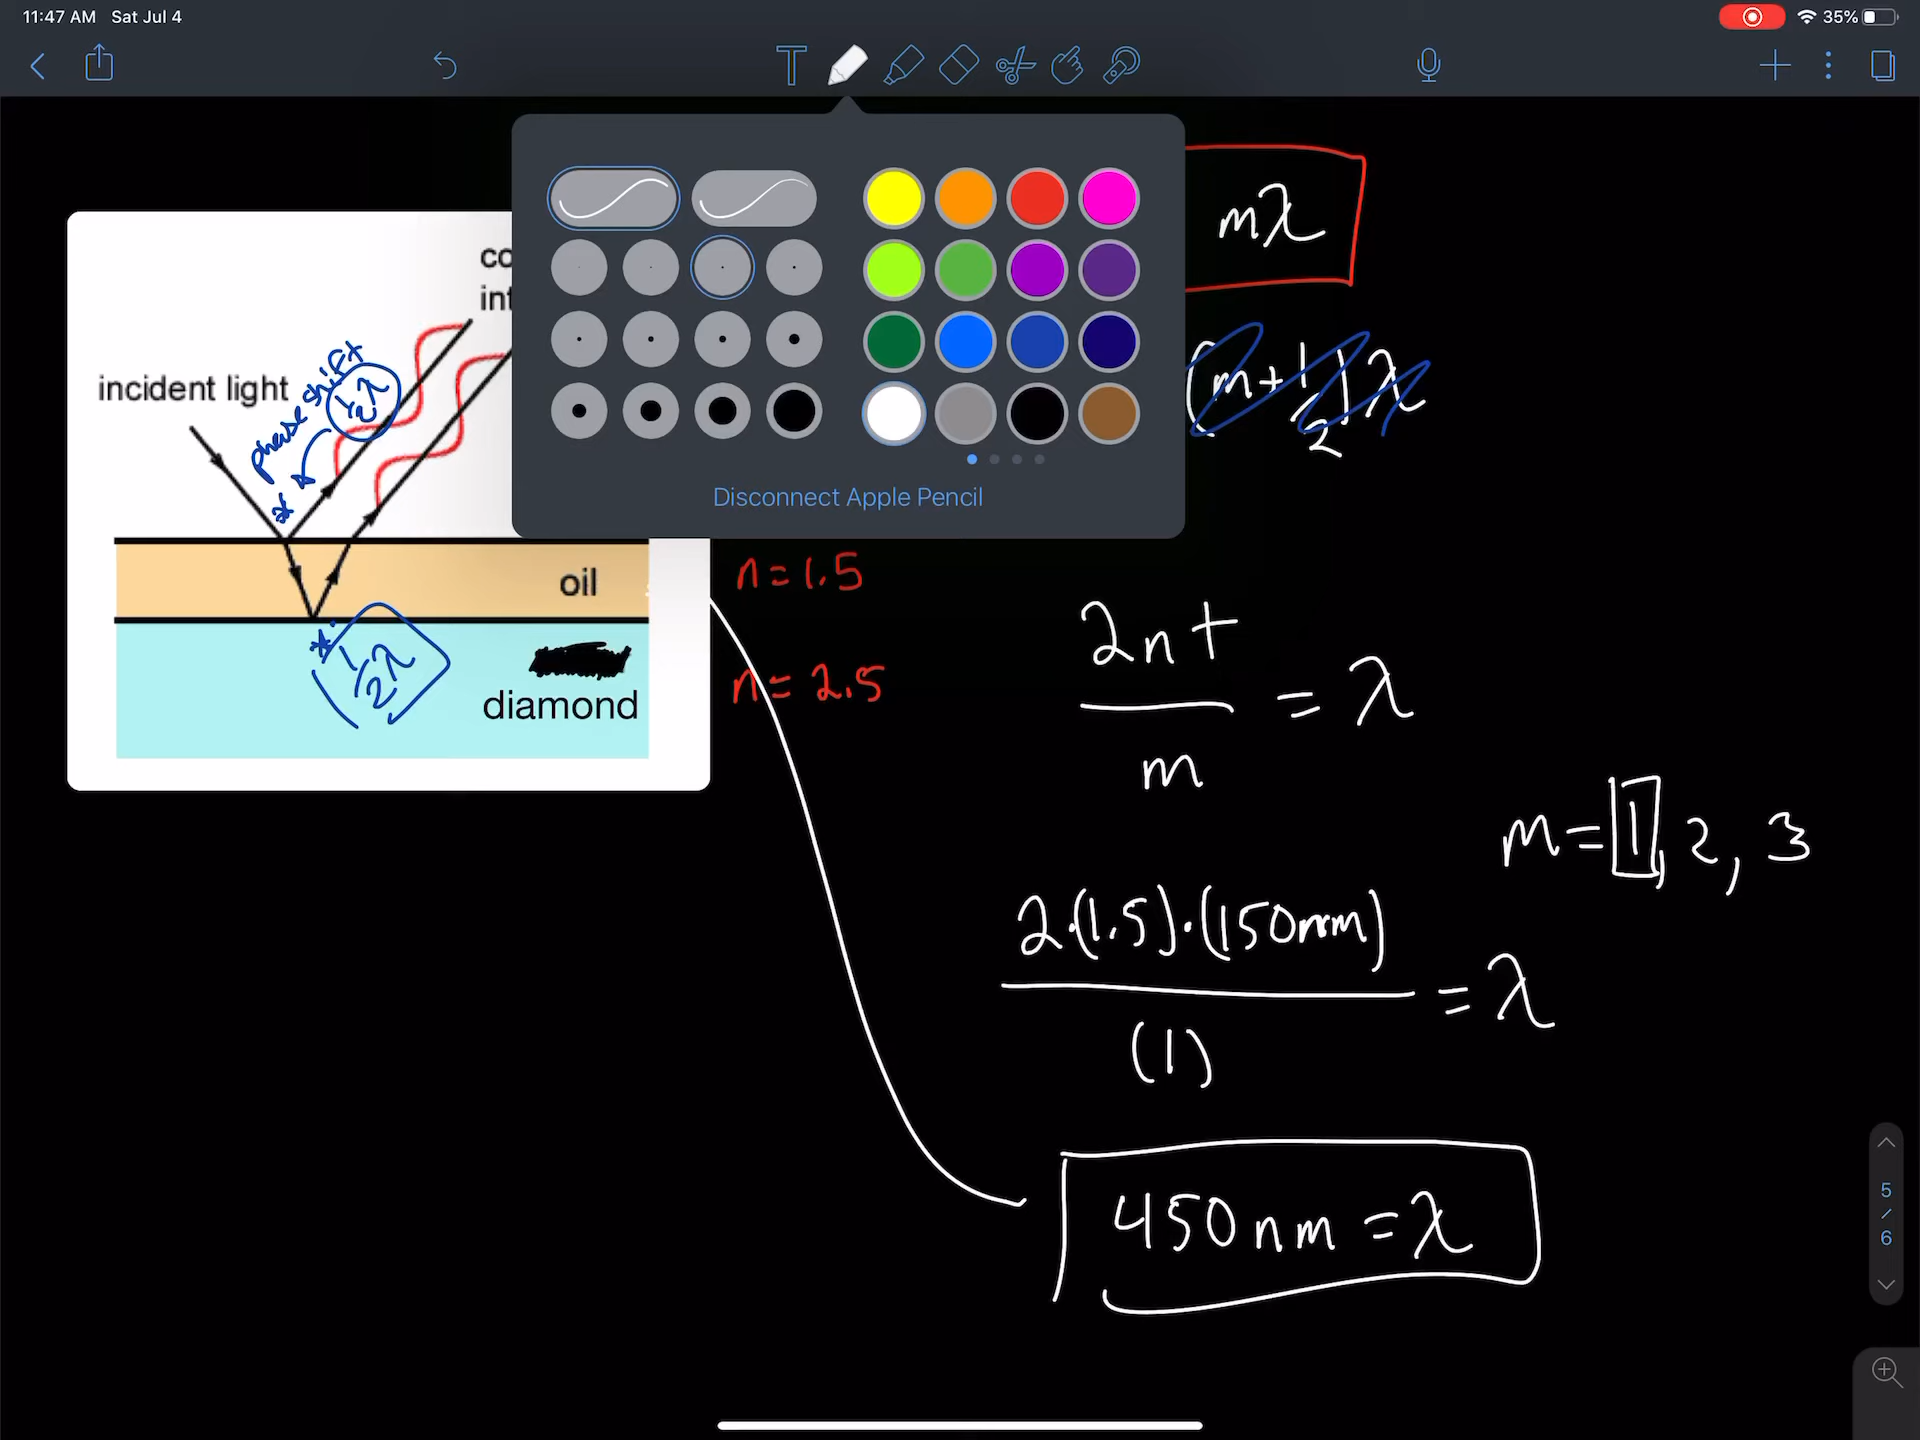 11:47 AM Sat Jul 4
35%
T
Disconnect Apple Pencil
mλ
(m+1/2)λ
co
int
incident light
phase shift
1/2λ
oil
1/2λ
diamond
n=1.5
n=2.5
2nt/m = λ
m=1, 2, 3
2·(1.5)·(150nm)/(1) = λ
450nm=λ
5
/
6